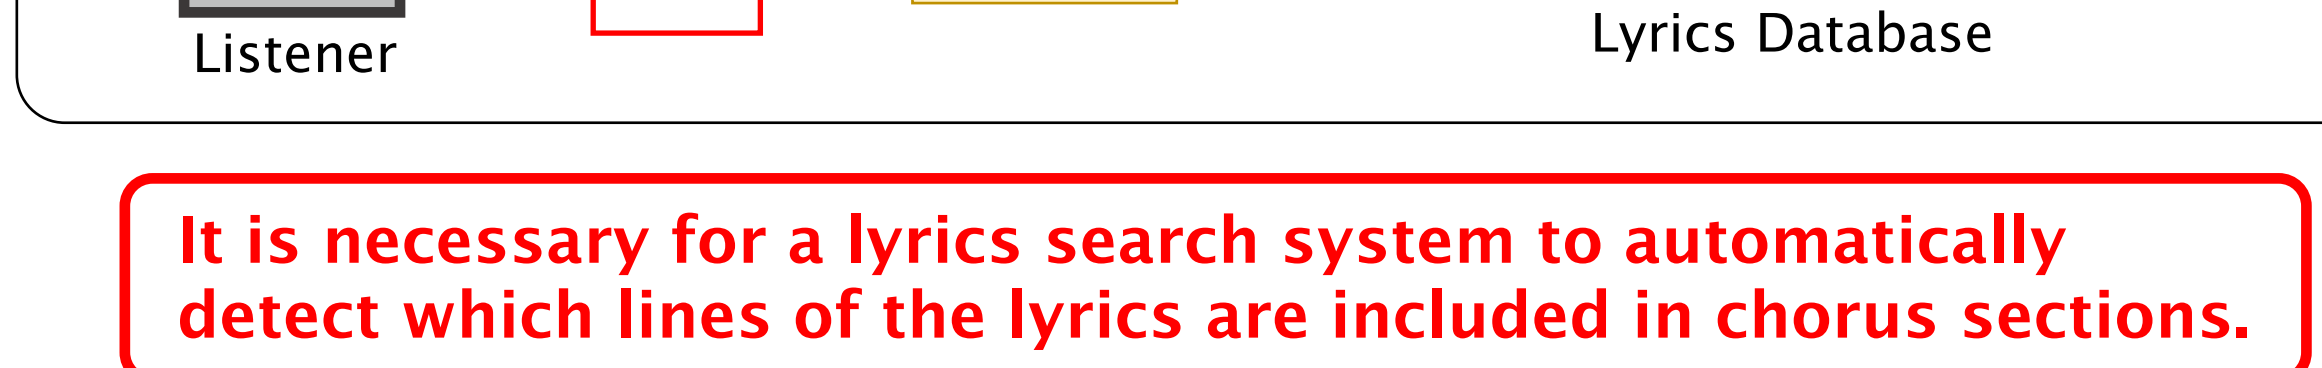 Listener
Lyrics Database
It is necessary for a lyrics search system to automatically
detect which lines of the lyrics are included in chorus sections.